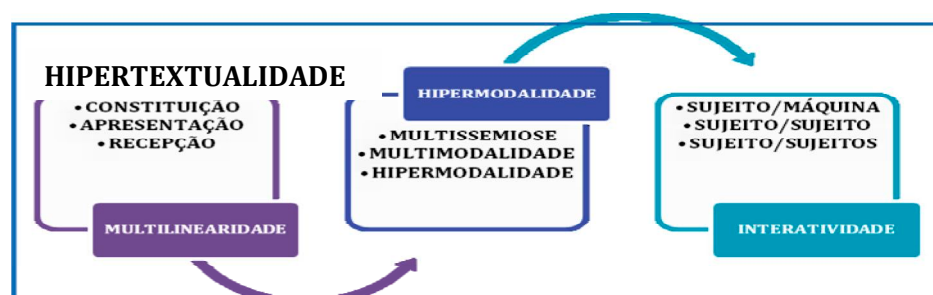 HIPERTEXTUALIDADE
• CONSTITUIÇÃO
• APRESENTAÇÃO
• RECEPÇÃO
MULTILINEARIDADE
HIPERMODALIDADE
• MULTISSEMIOSE
• MULTIMODALIDADE
• HIPERMODALIDADE
• SUJEITO/MÁQUINA
• SUJEITO/SUJEITO
• SUJEITO/SUJEITOS
INTERATIVIDADE